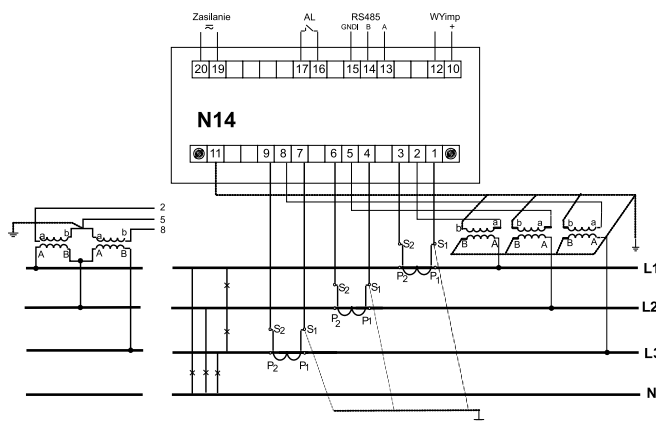 Zasilanie AL RS485 WYimp
≂ GND B A +
20 19 17 16 15 14 13 12 10
N14
11 9 8 7 6 5 4 3 2 1
2
5
8
a b a b
A B A B
b a b a b a
B A B A B A
S2 S1
P2 P1
L1
S2 S1
P2 P1
L2
S2 S1
P2 P1
L3
N